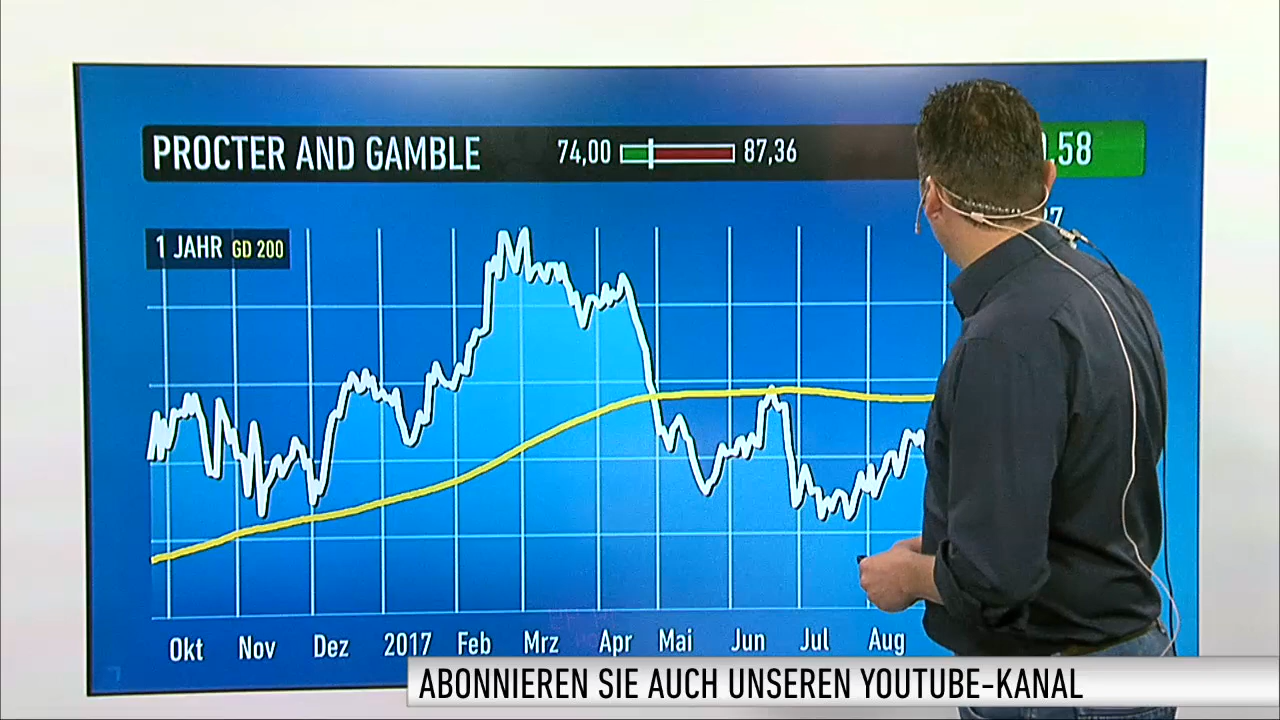 PROCTER AND GAMBLE 74,00 87,36 .58
1 JAHR GD 200
Okt Nov Dez 2017 Feb Mrz Apr Mai Jun Jul Aug
ABONNIEREN SIE AUCH UNSEREN YOUTUBE-KANAL